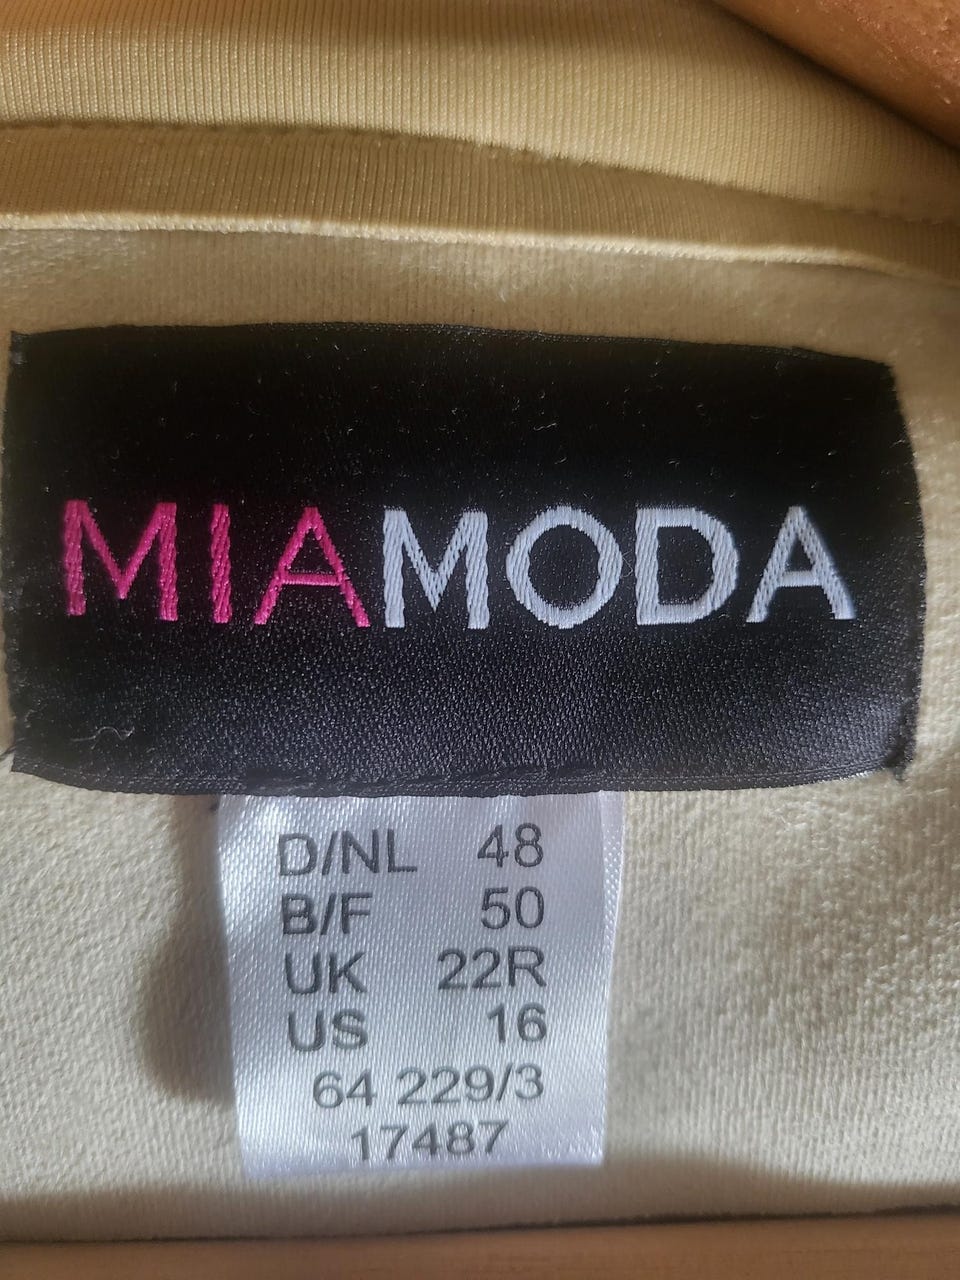 MIAMODA
D/NL 48
B/F 50
UK 22R
US 16
64 229/3
17487